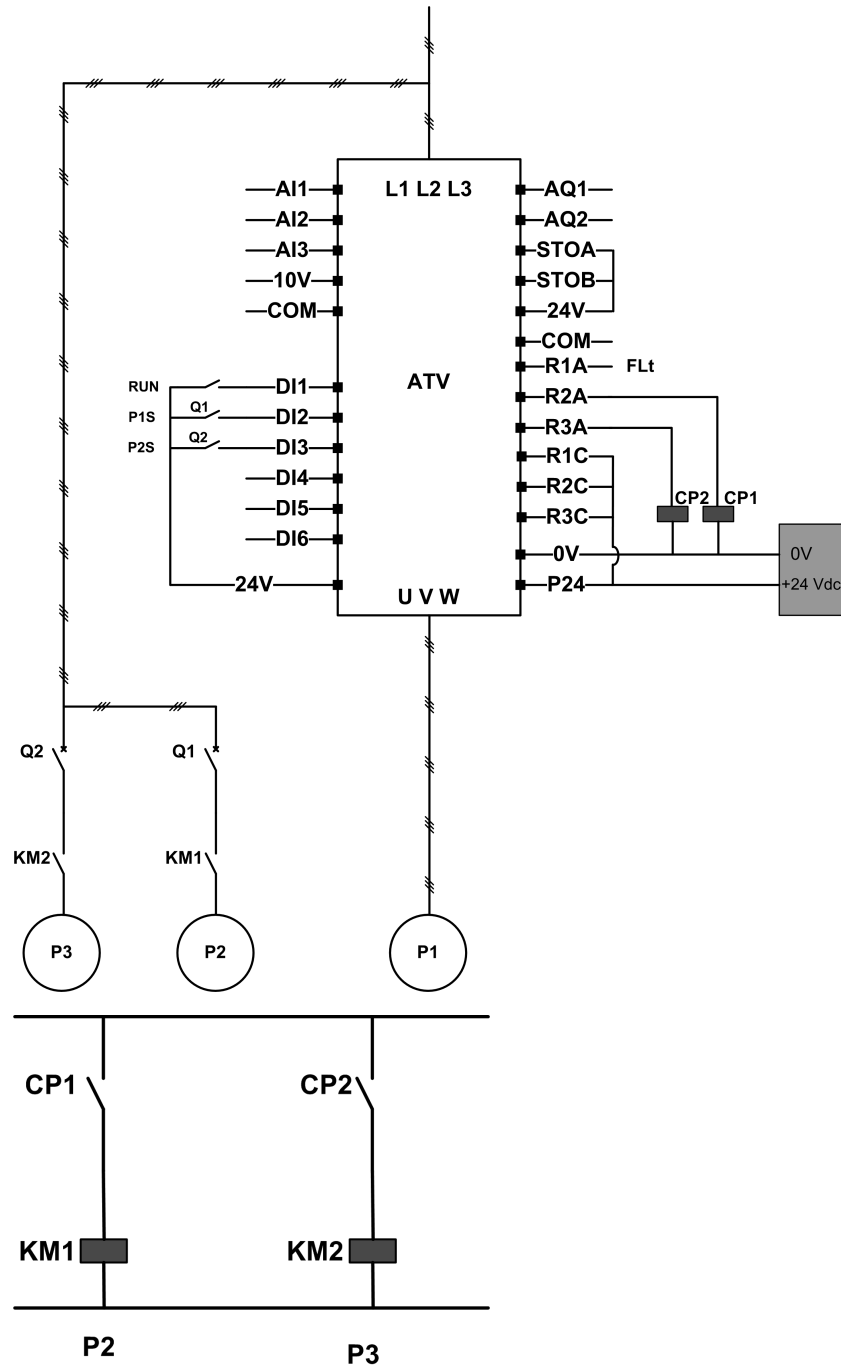 L1 L2 L3
AI1
AQ1
AI2
AQ2
AI3
STOA
10V
STOB
COM
24V
COM
ATV
R1A
FLt
RUN
DI1
R2A
P1S
Q1
DI2
R3A
P2S
Q2
DI3
R1C
DI4
R2C
CP2
CP1
DI5
R3C
DI6
0V
0V
24V
U V W
P24
+24 Vdc
Q2
Q1
KM2
KM1
P3
P2
P1
CP1
CP2
KM1
KM2
P2
P3